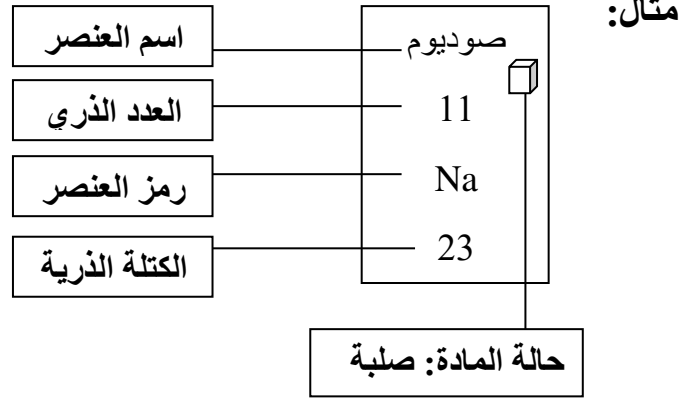 مثال:
اسم العنصر
صوديوم
العدد الذري
11
رمز العنصر
Na
الكتلة الذرية
23
حالة المادة: صلبة